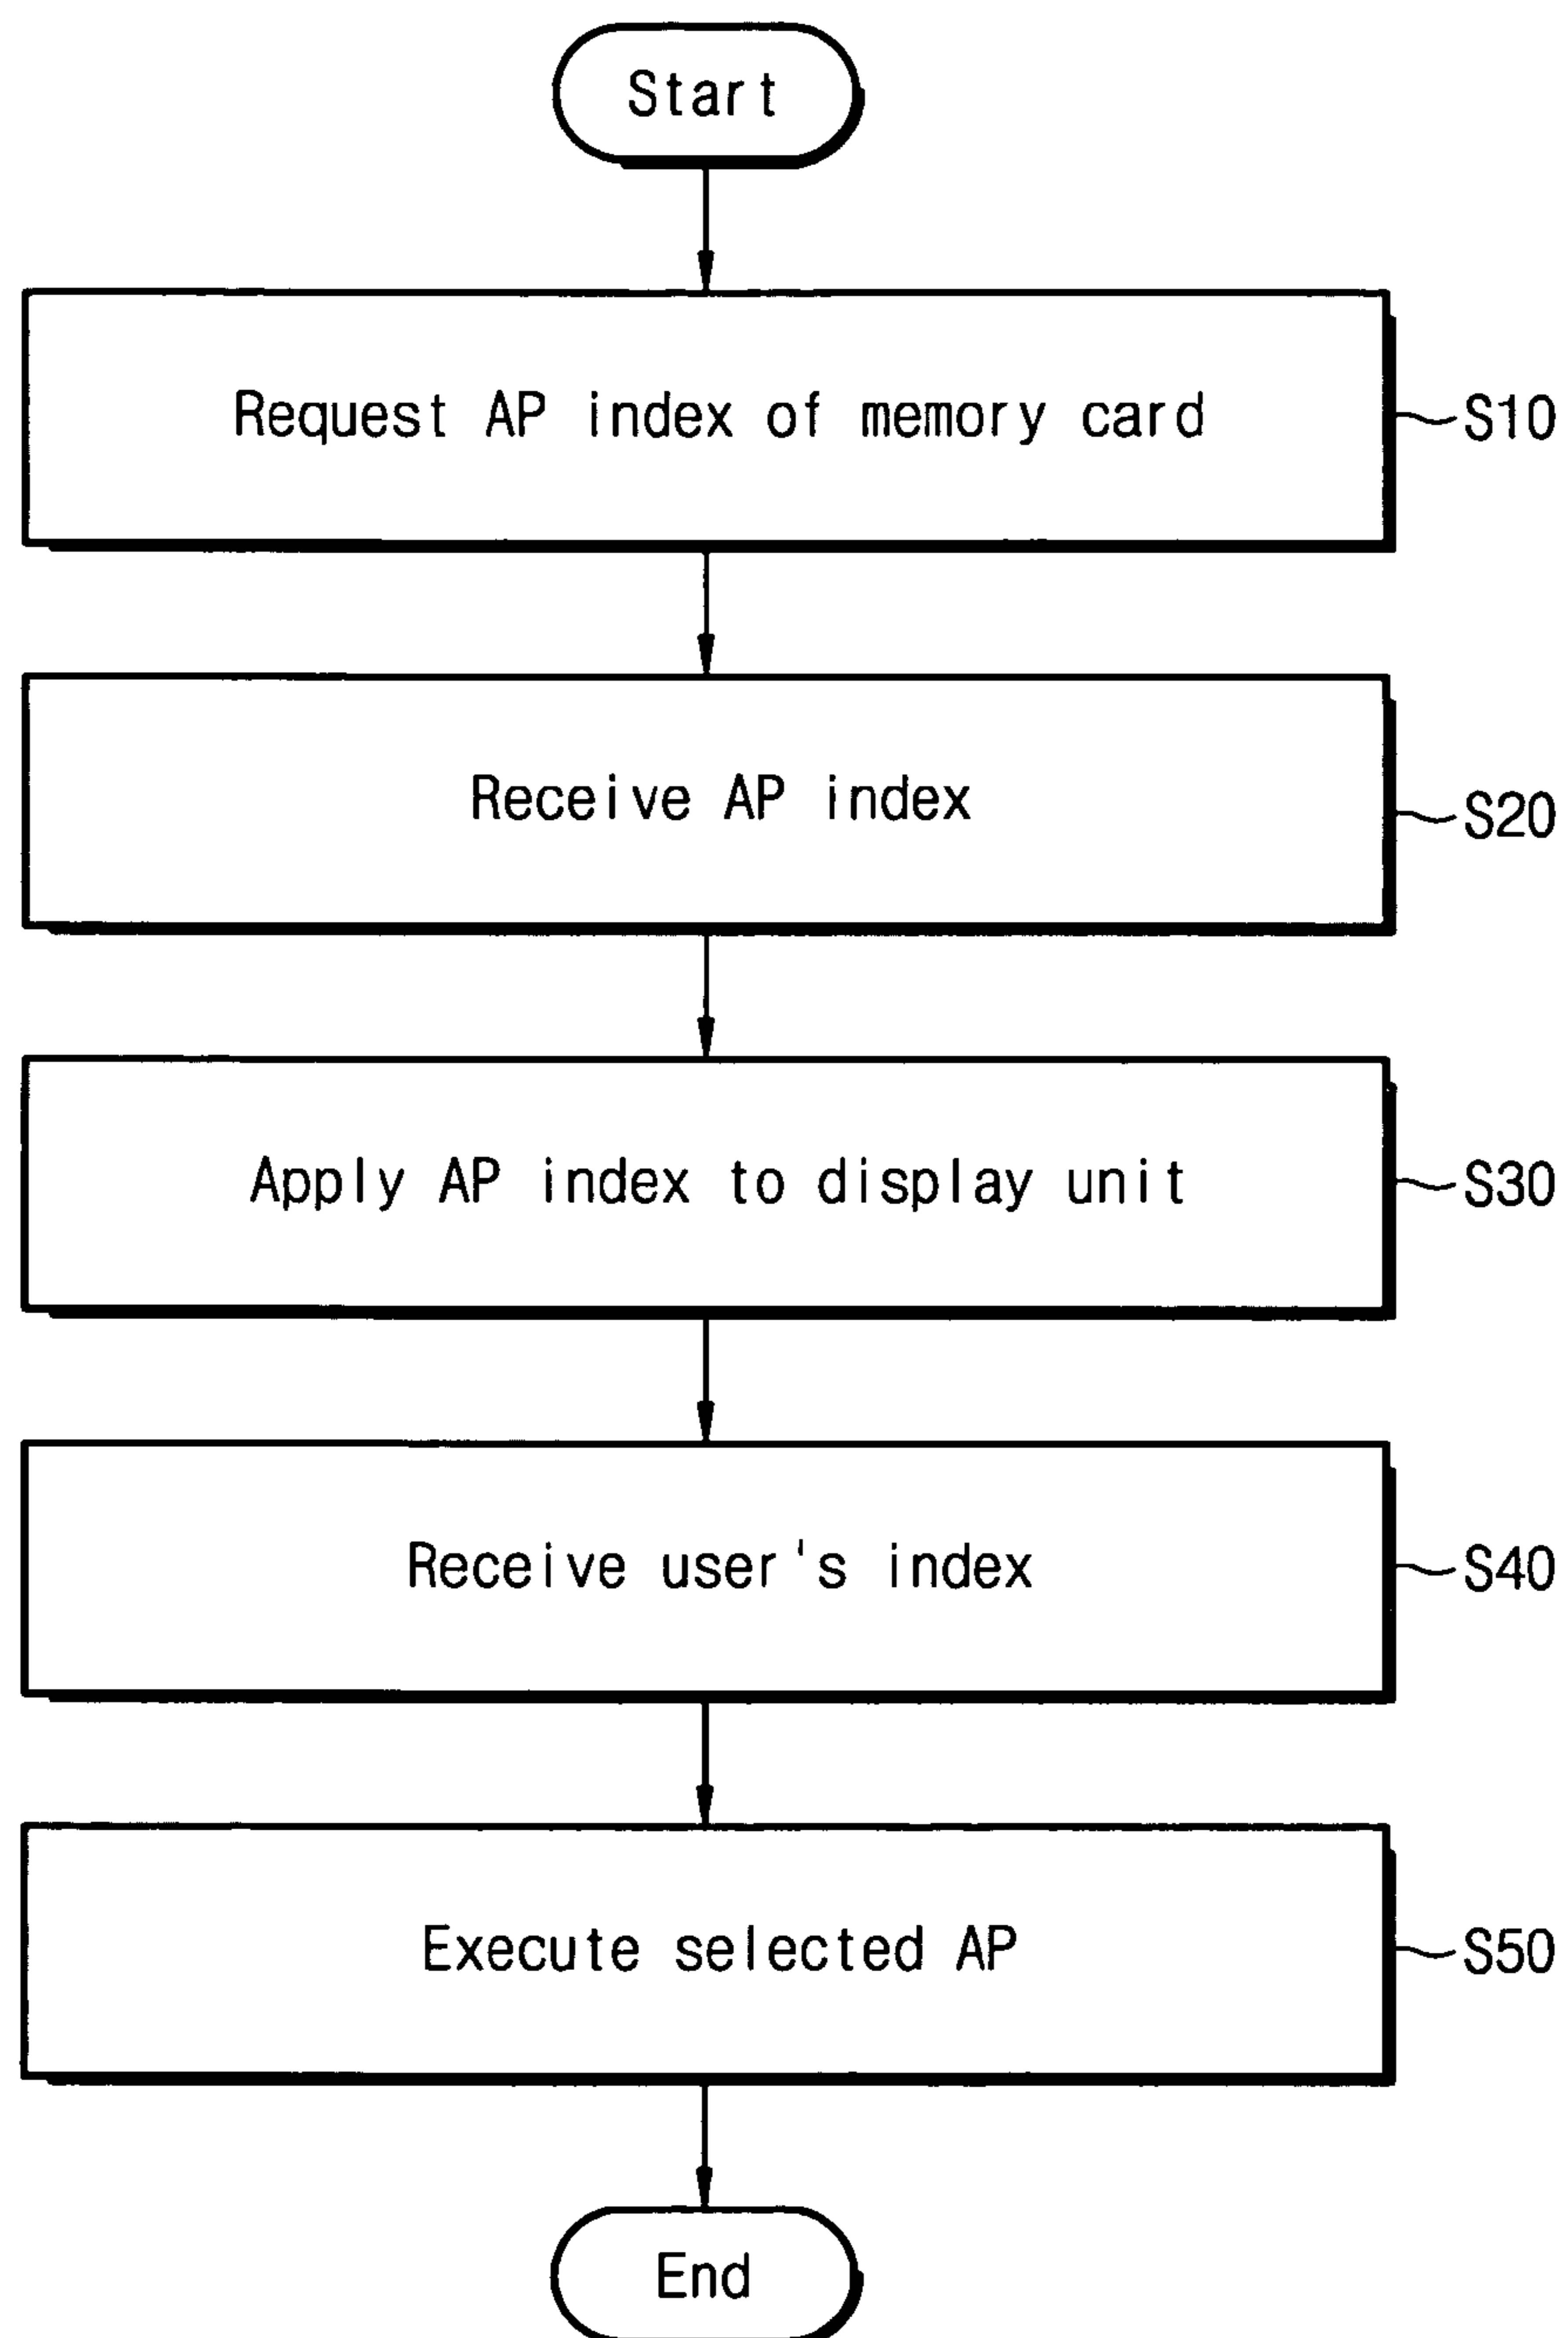 Start
Request AP index of memory card
S10
Receive AP index
S20
Apply AP index to display unit
S30
Receive user's index
S40
Execute selected AP
S50
End